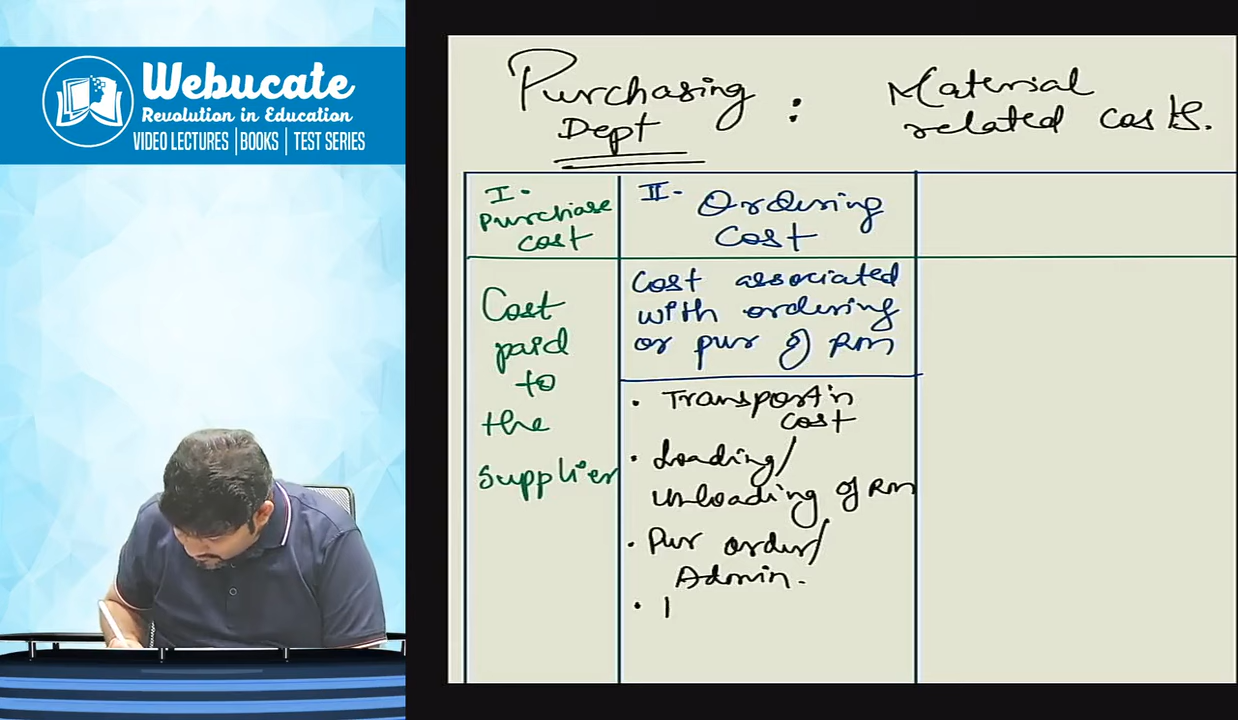 Webucate
Revolution in Education
VIDEO LECTURES | BOOKS | TEST SERIES
Purchasing Dept : Material related costs.
I. Purchase cost
II. Ordering Cost
Cost
paid
to
the
supplier
Cost associated
with ordering
or pur of RM
• Transport'n
cost
• Loading/
Unloading of RM
• Pur order/
Admin.
•